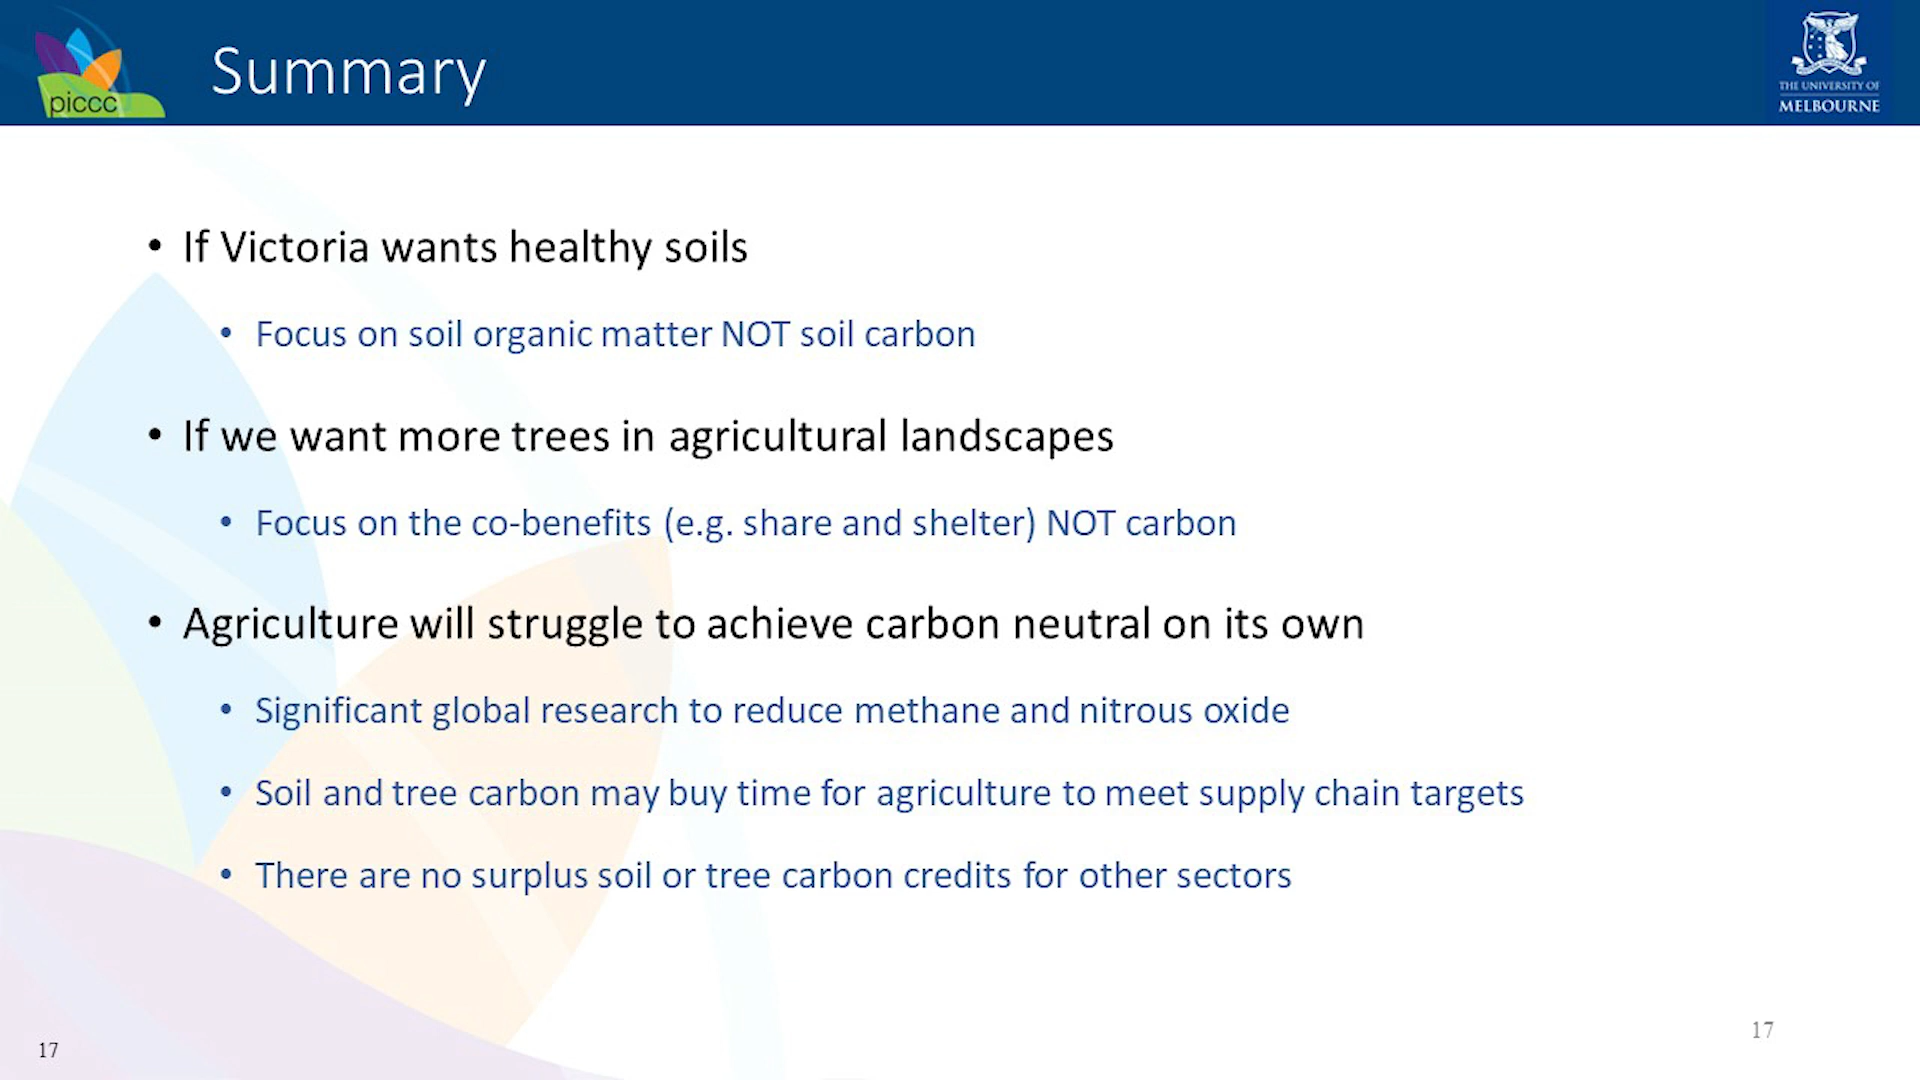 piccc
Summary
THE UNIVERSITY OF
MELBOURNE
• If Victoria wants healthy soils
• Focus on soil organic matter NOT soil carbon
• If we want more trees in agricultural landscapes
• Focus on the co-benefits (e.g. share and shelter) NOT carbon
• Agriculture will struggle to achieve carbon neutral on its own
• Significant global research to reduce methane and nitrous oxide
• Soil and tree carbon may buy time for agriculture to meet supply chain targets
• There are no surplus soil or tree carbon credits for other sectors
17
17